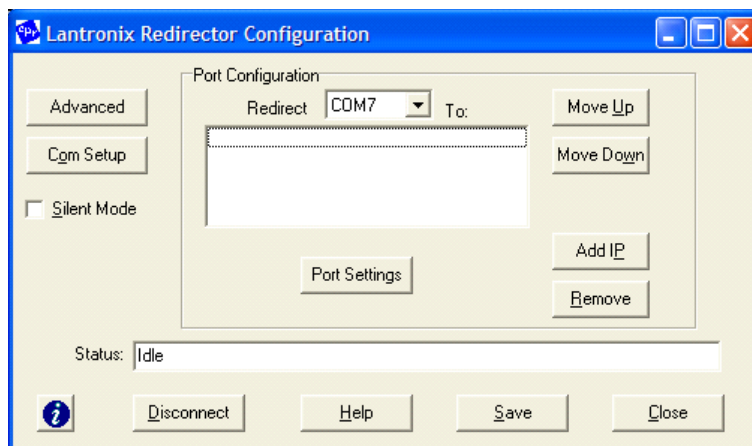 Lantronix Redirector Configuration
Port Configuration
Advanced
Redirect COM7 To:
Move Up
Com Setup
Move Down
Silent Mode
Add IP
Port Settings
Remove
Status: Idle
Disconnect
Help
Save
Close